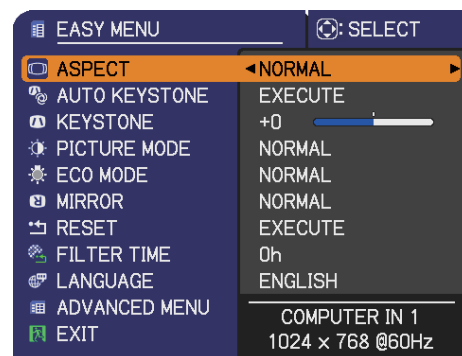 EASY MENU : SELECT
ASPECT NORMAL
AUTO KEYSTONE EXECUTE
KEYSTONE +0
PICTURE MODE NORMAL
ECO MODE NORMAL
MIRROR NORMAL
RESET EXECUTE
FILTER TIME 0h
LANGUAGE ENGLISH
ADVANCED MENU COMPUTER IN 1
EXIT 1024 x 768 @60Hz